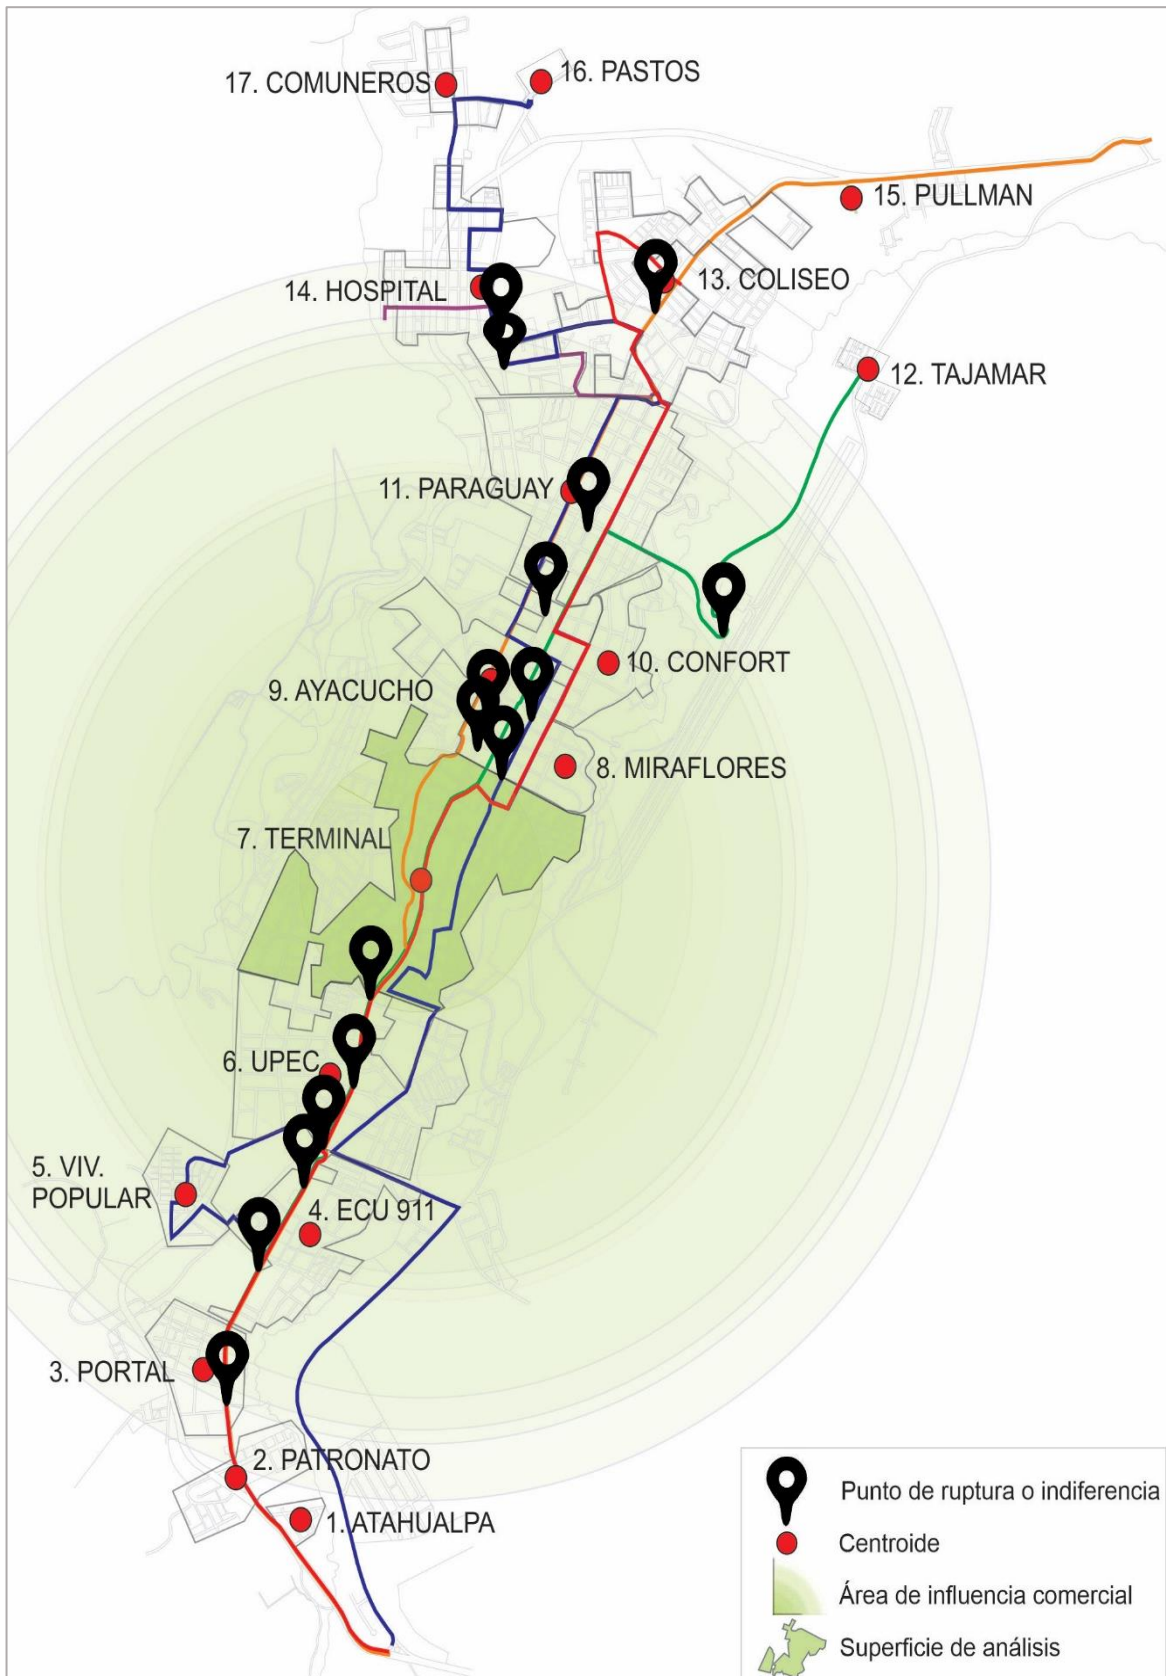 16. PASTOS
17. COMUNEROS
15. PULLMAN
13. COLISEO
14. HOSPITAL
12. TAJAMAR
11. PARAGUAY
10. CONFORT
9. AYACUCHO
8. MIRAFLORES
7. TERMINAL
6. UPEC
5. VIV.
POPULAR
4. ECU 911
3. PORTAL
2. PATRONATO
1. ATAHUALPA
Punto de ruptura o indiferencia
Centroide
Área de influencia comercial
Superficie de análisis